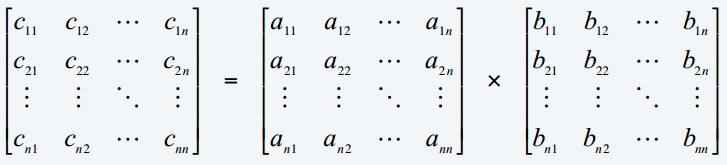 c₁₁ c₁₂ ⋯ c₁ₙ a₁₁ a₁₂ ⋯ a₁ₙ b₁₁ b₁₂ ⋯ b₁ₙ
c₂₁ c₂₂ ⋯ c₂ₙ a₂₁ a₂₂ ⋯ a₂ₙ b₂₁ b₂₂ ⋯ b₂ₙ
⋮ ⋮ ⋱ ⋮ = ⋮ ⋮ ⋱ ⋮ × ⋮ ⋮ ⋱ ⋮
cₙ₁ cₙ₂ ⋯ cₙₙ aₙ₁ aₙ₂ ⋯ aₙₙ bₙ₁ bₙ₂ ⋯ bₙₙ